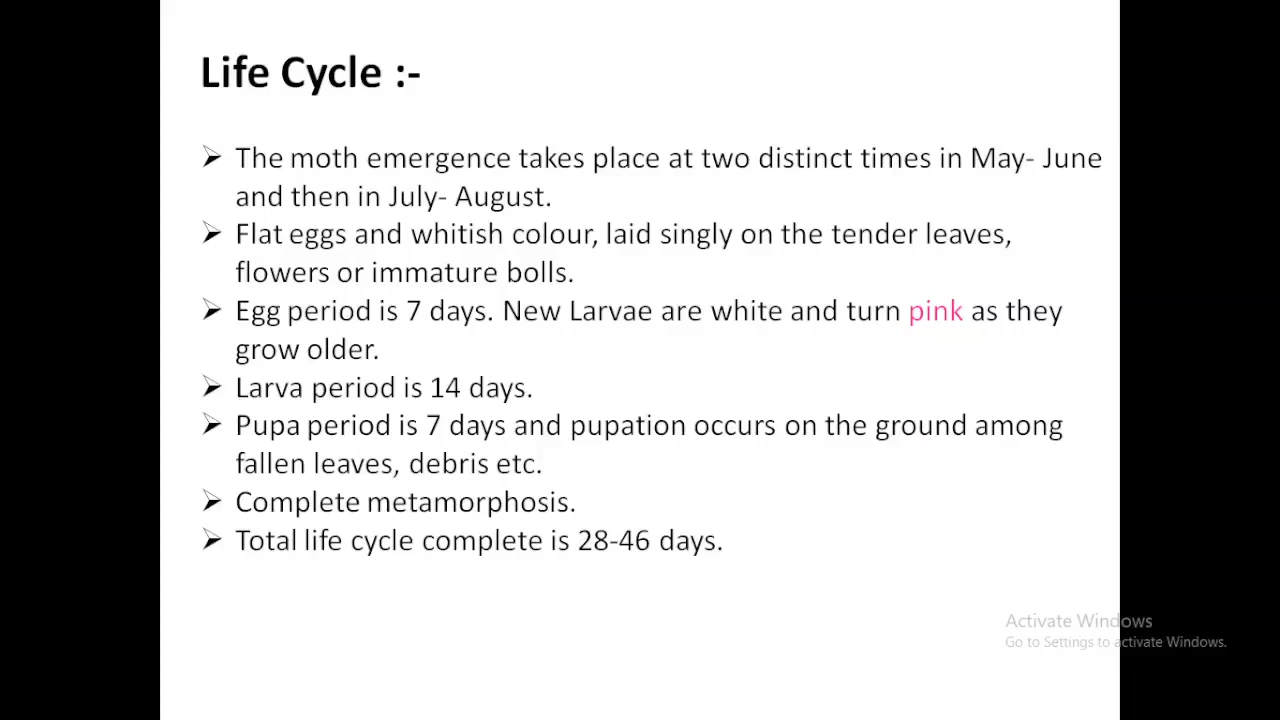 Life Cycle :-
➢ The moth emergence takes place at two distinct times in May- June
and then in July- August.
➢ Flat eggs and whitish colour, laid singly on the tender leaves,
flowers or immature bolls.
➢ Egg period is 7 days. New Larvae are white and turn pink as they
grow older.
➢ Larva period is 14 days.
➢ Pupa period is 7 days and pupation occurs on the ground among
fallen leaves, debris etc.
➢ Complete metamorphosis.
➢ Total life cycle complete is 28-46 days.
Activate Windows
Go to Settings to activate Windows.